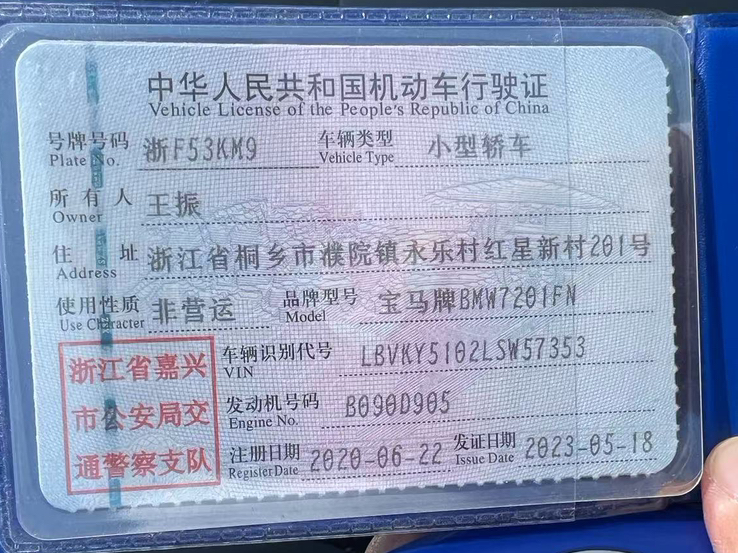 中华人民共和国机动车行驶证
Vehicle License of the People's Republic of China
号牌号码 浙F53KM9 车辆类型 小型轿车
Plate No. Vehicle Type
所有人 王振
Owner
住址 浙江省桐乡市濮院镇永乐村红星新村201号
Address
使用性质 非营运 品牌型号 宝马牌BMW7201FN
Use Character Model
浙江省嘉兴
市公安局交
通警察支队
车辆识别代号 LBVKY5102LSW57353
VIN
发动机号码 B090D905
Engine No.
注册日期 2020-06-22 发证日期 2023-05-18
Register Date Issue Date